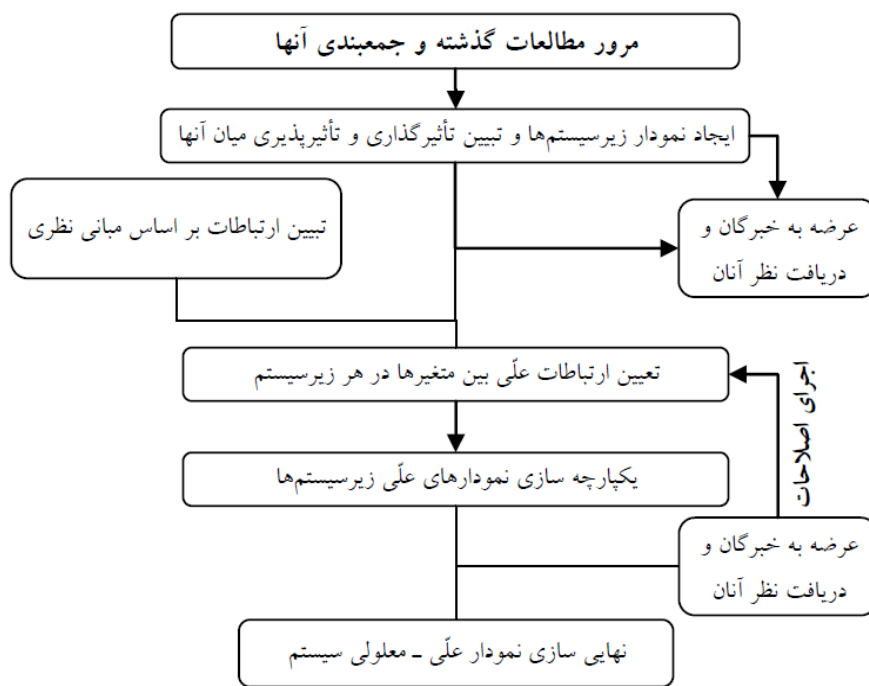 مرور مطالعات گذشته و جمعبندی آنها
ایجاد نمودار زیرسیستم‌ها و تبیین تأثیرگذاری و تأثیرپذیری میان آنها
تبیین ارتباطات بر اساس مبانی نظری
عرضه به خبرگان و
دریافت نظر آنان
تعیین ارتباطات علّی بین متغیرها در هر زیرسیستم
اجرای اصلاحات
یکپارچه سازی نمودارهای علّی زیرسیستم‌ها
عرضه به خبرگان و
دریافت نظر آنان
نهایی سازی نمودار علّی ـ معلولی سیستم